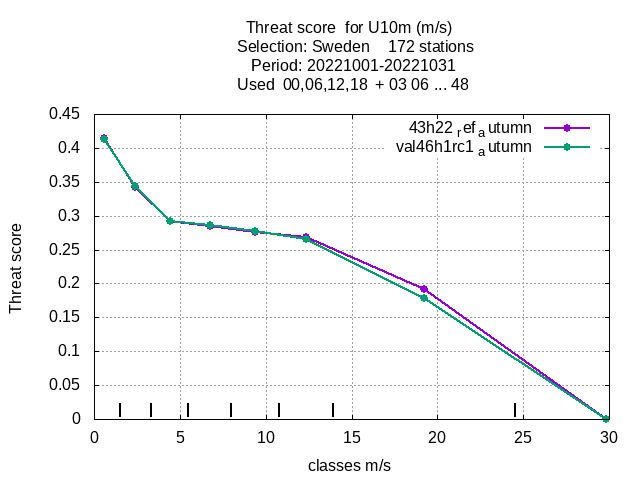 Threat score for U10m (m/s)
Selection: Sweden 172 stations
Period: 20221001-20221031
Used 00,06,12,18 + 03 06 ... 48
0.45
0.4
0.35
0.3
0.25
0.2
0.15
0.1
0.05
0
Threat score
43h22_ref_autumn
val46h1rc1_autumn
0 5 10 15 20 25 30
classes m/s